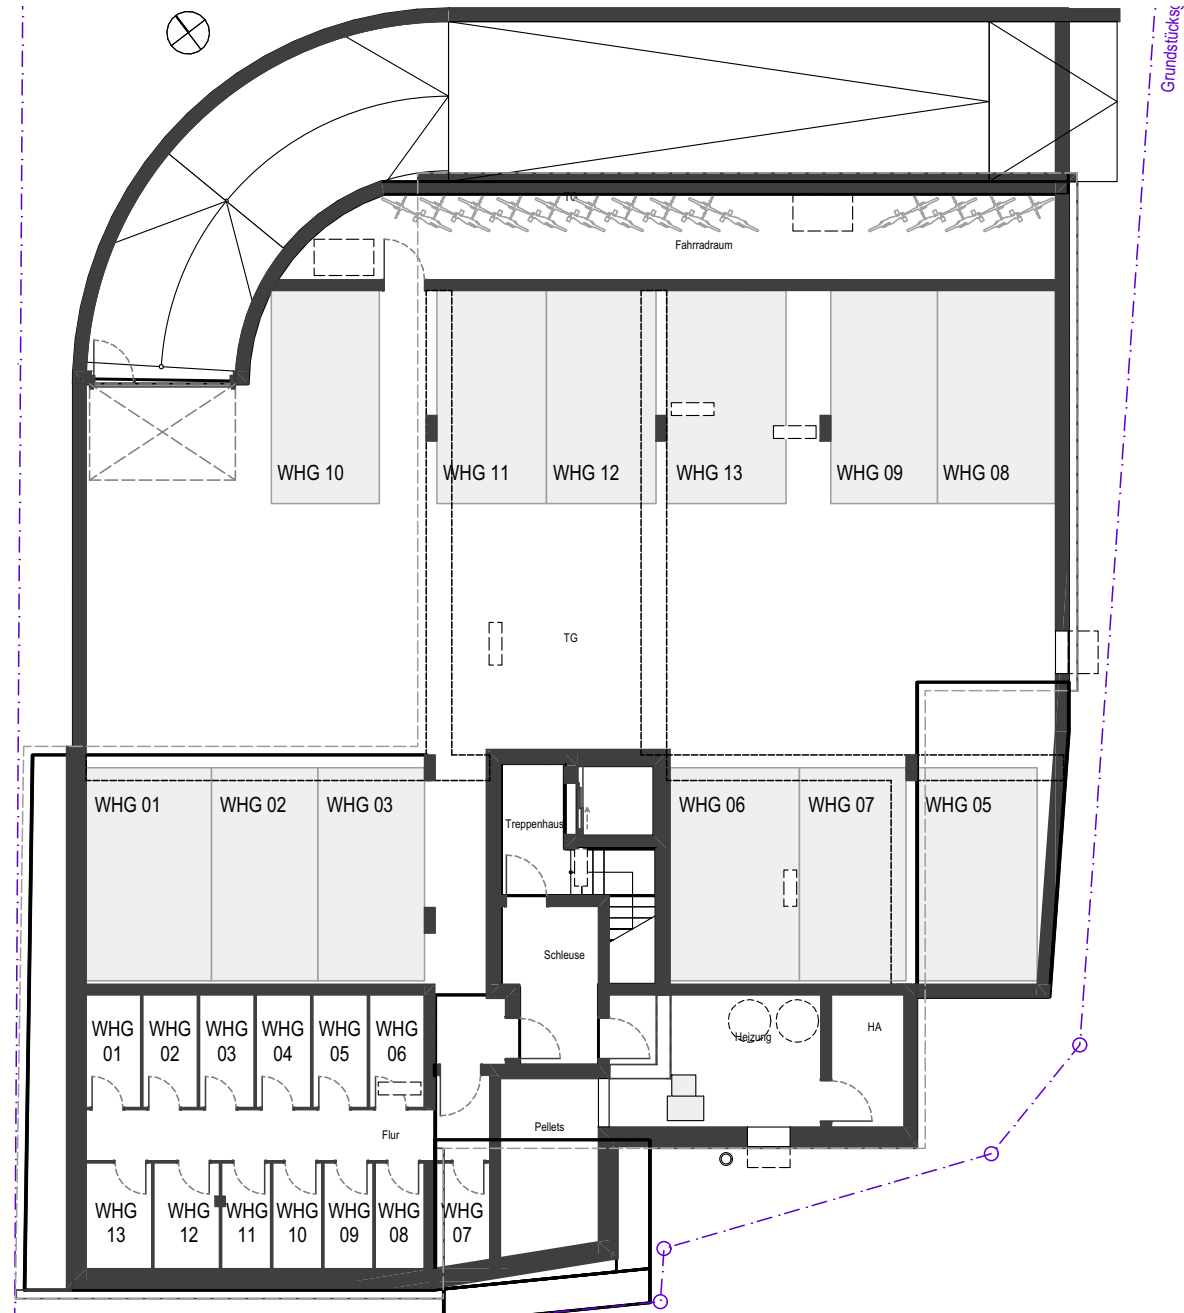 Grundstücksg
TG
Fahrradraum
WHG 10
WHG 11
WHG 12
WHG 13
WHG 09
WHG 08
TG
WHG 01
WHG 02
WHG 03
Treppenhaus
WHG 06
WHG 07
WHG 05
Schleuse
WHG
01
WHG
02
WHG
03
WHG
04
WHG
05
WHG
06
Heizung
HA
Flur
Pellets
WHG
13
WHG
12
WHG
11
WHG
10
WHG
09
WHG
08
WHG
07